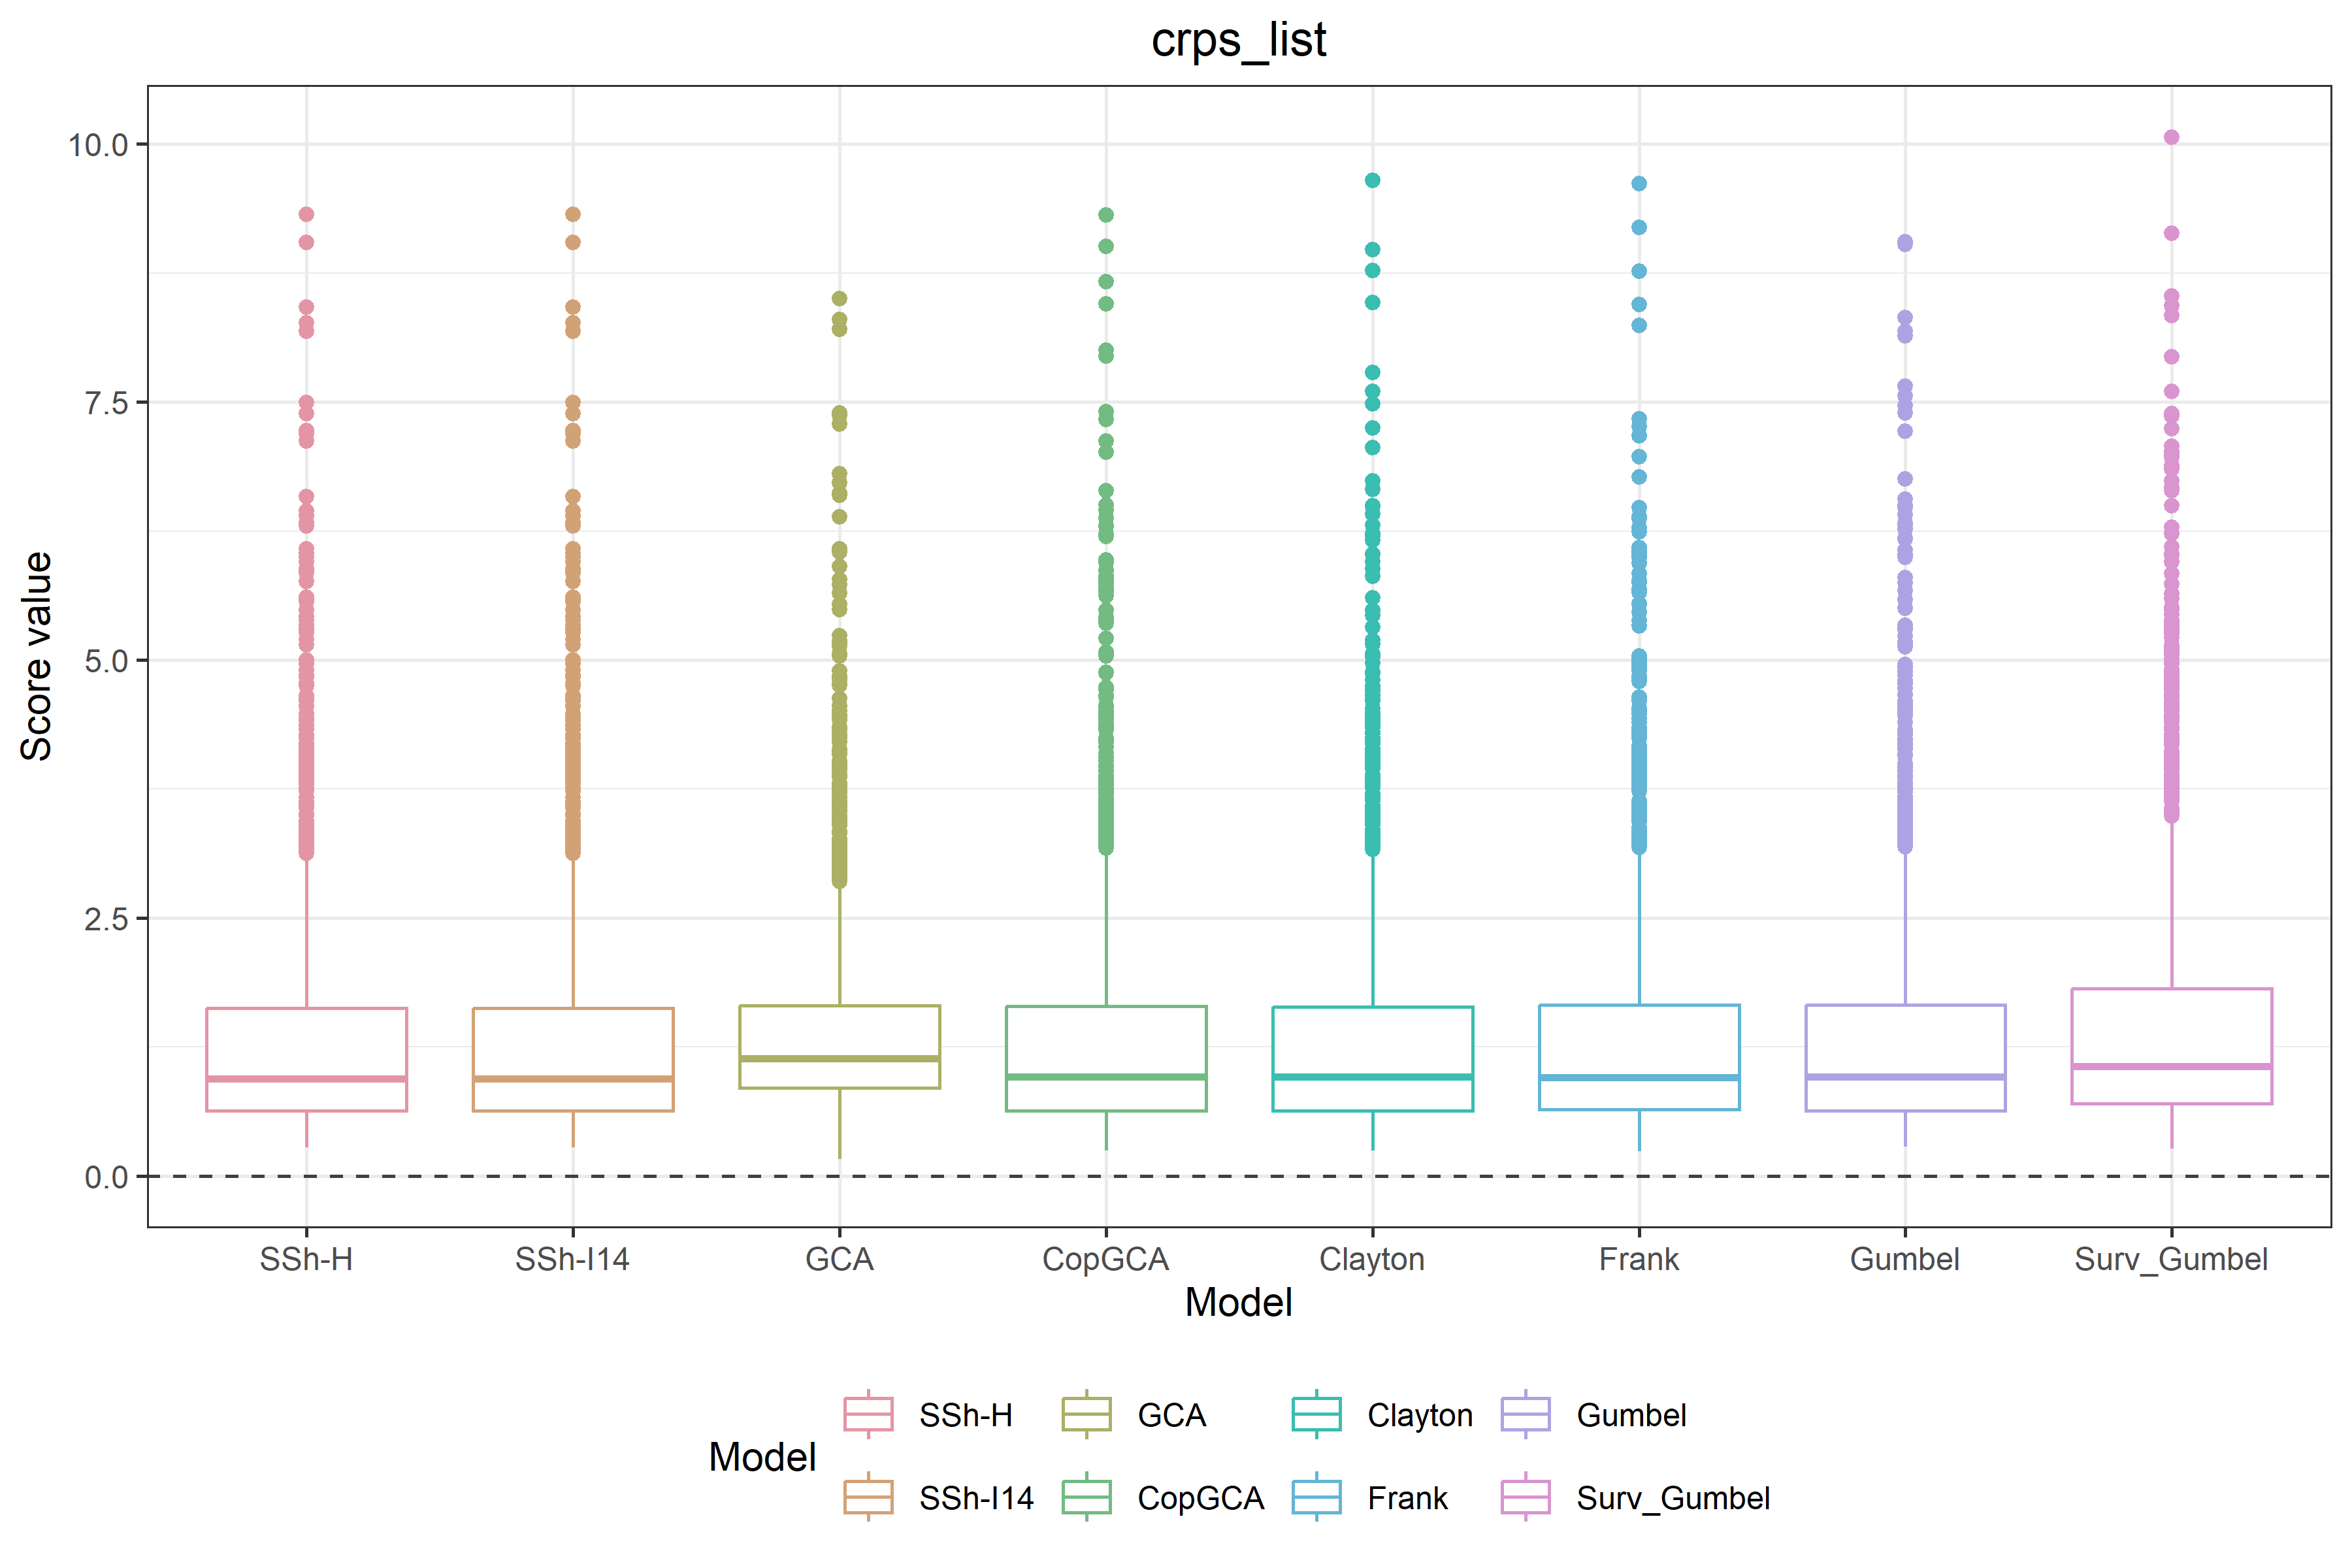 crps_list
Score value
10.0
7.5
5.0
2.5
0.0
SSh-H SSh-I14 GCA CopGCA Clayton Frank Gumbel Surv_Gumbel
Model
Model
SSh-H GCA Clayton Gumbel
SSh-I14 CopGCA Frank Surv_Gumbel